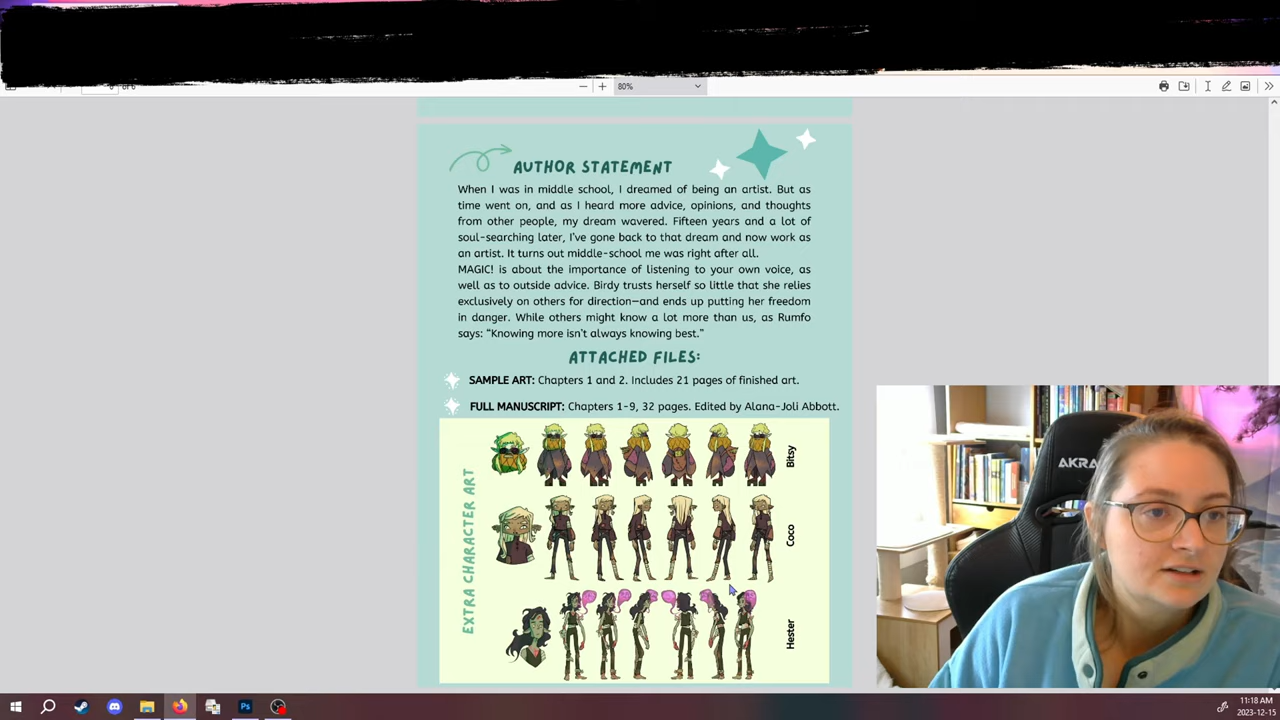 80%
AUTHOR STATEMENT
When I was in middle school, I dreamed of being an artist. But as
time went on, and as I heard more advice, opinions, and thoughts
from other people, my dream wavered. Fifteen years and a lot of
soul-searching later, I've gone back to that dream and now work as
an artist. It turns out middle-school me was right after all.
MAGIC! is about the importance of listening to your own voice, as
well as to outside advice. Birdy trusts herself so little that she relies
exclusively on others for direction—and ends up putting her freedom
in danger. While others might know a lot more than us, as Rumfo
says: “Knowing more isn't always knowing best.”
ATTACHED FILES:
SAMPLE ART: Chapters 1 and 2. Includes 21 pages of finished art.
FULL MANUSCRIPT: Chapters 1-9, 32 pages. Edited by Alana-Joli Abbott.
EXTRA CHARACTER ART
Bitsy
Coco
Hester
AKRA
Ps
11:18 AM
2023-12-15